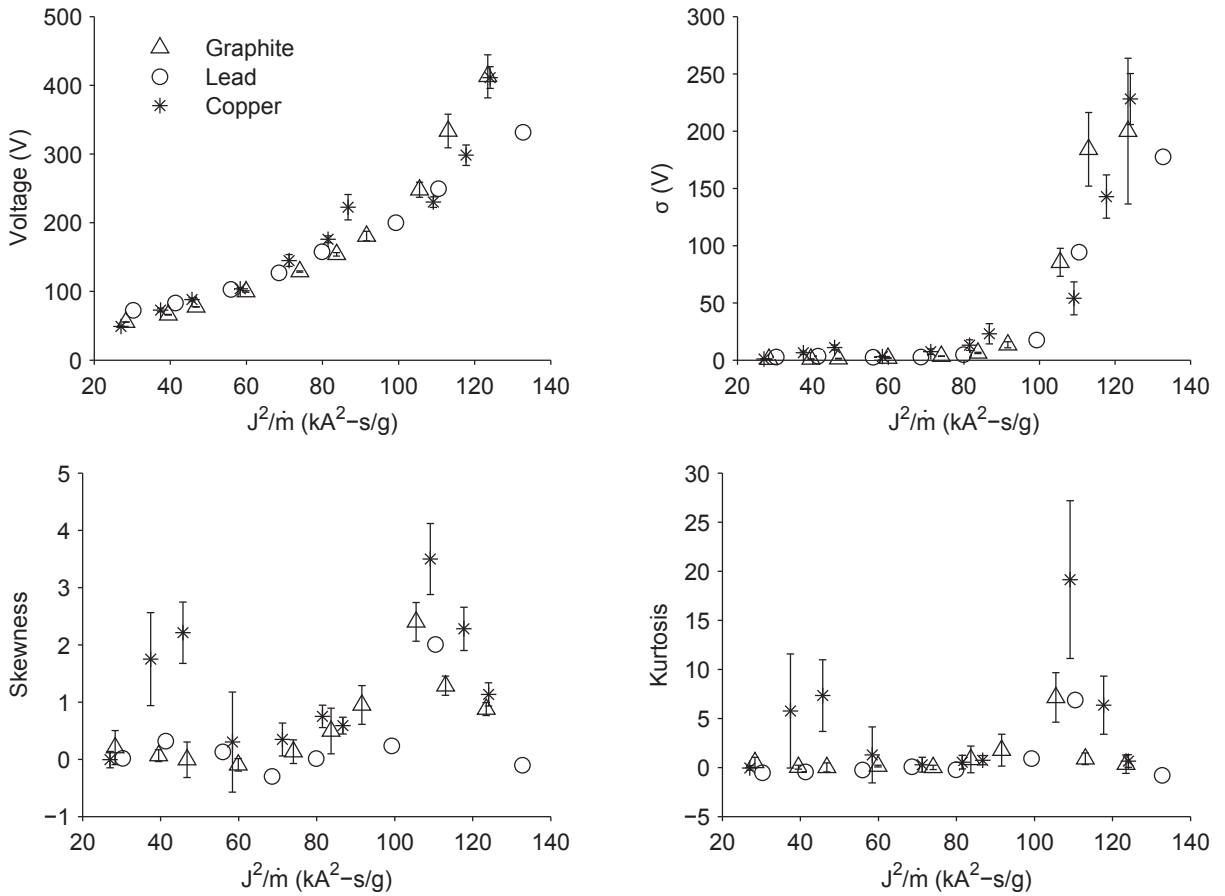 500
400
300
200
100
0
20 40 60 80 100 120 140
Voltage (V)
J²/ṁ (kA²−s/g)
Graphite
Lead
Copper
300
250
200
150
100
50
0
20 40 60 80 100 120 140
σ (V)
J²/ṁ (kA²−s/g)
5
4
3
2
1
0
−1
20 40 60 80 100 120 140
Skewness
J²/ṁ (kA²−s/g)
30
25
20
15
10
5
0
−5
20 40 60 80 100 120 140
Kurtosis
J²/ṁ (kA²−s/g)